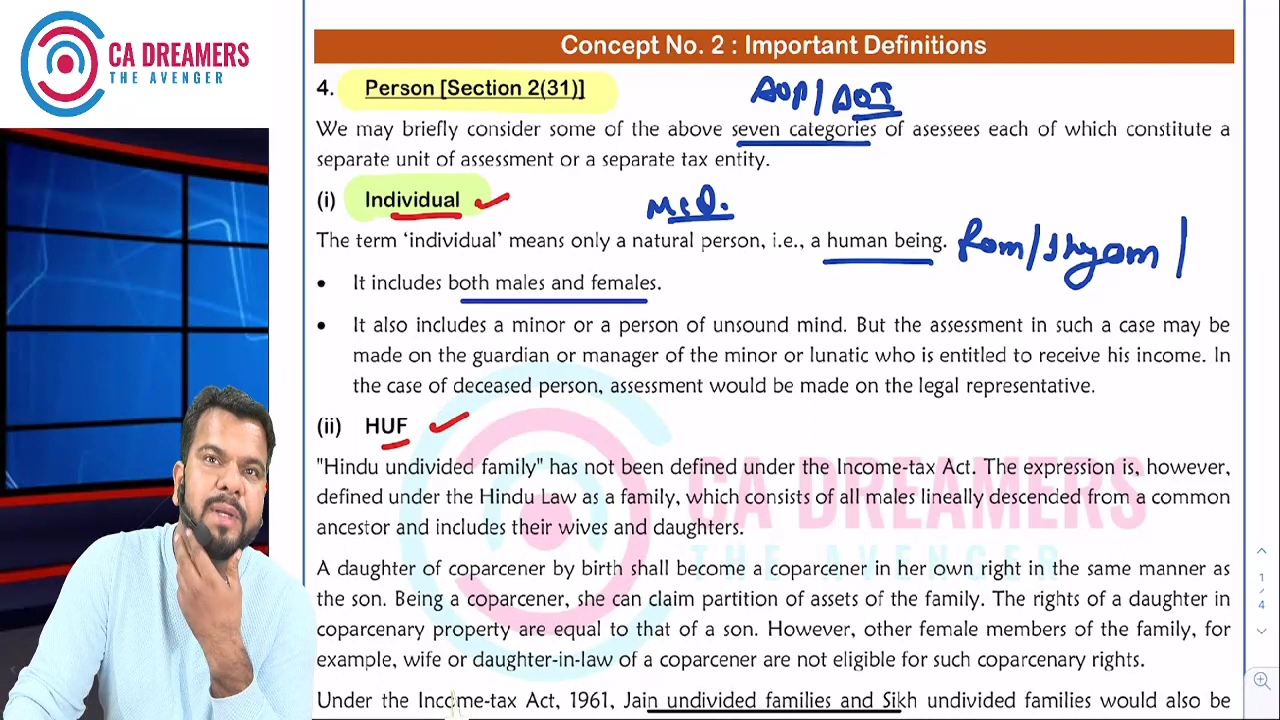 CA DREAMERS
THE AVENGER
Concept No. 2 : Important Definitions
4. Person [Section 2(31)]
AOP/AOJ
We may briefly consider some of the above seven categories of asessees each of which constitute a
separate unit of assessment or a separate tax entity.
(i) Individual
McQ.
The term ‘individual’ means only a natural person, i.e., a human being. Ram/Shyam/
• It includes both males and females.
• It also includes a minor or a person of unsound mind. But the assessment in such a case may be
made on the guardian or manager of the minor or lunatic who is entitled to receive his income. In
the case of deceased person, assessment would be made on the legal representative.
(ii) HUF
"Hindu undivided family" has not been defined under the Income-tax Act. The expression is, however,
defined under the Hindu Law as a family, which consists of all males lineally descended from a common
ancestor and includes their wives and daughters.
A daughter of coparcener by birth shall become a coparcener in her own right in the same manner as
the son. Being a coparcener, she can claim partition of assets of the family. The rights of a daughter in
coparcenary property are equal to that of a son. However, other female members of the family, for
example, wife or daughter-in-law of a coparcener are not eligible for such coparcenary rights.
Under the Income-tax Act, 1961, Jain undivided families and Sikh undivided families would also be
CA DREAMERS
THE AVENGER
1
/
4